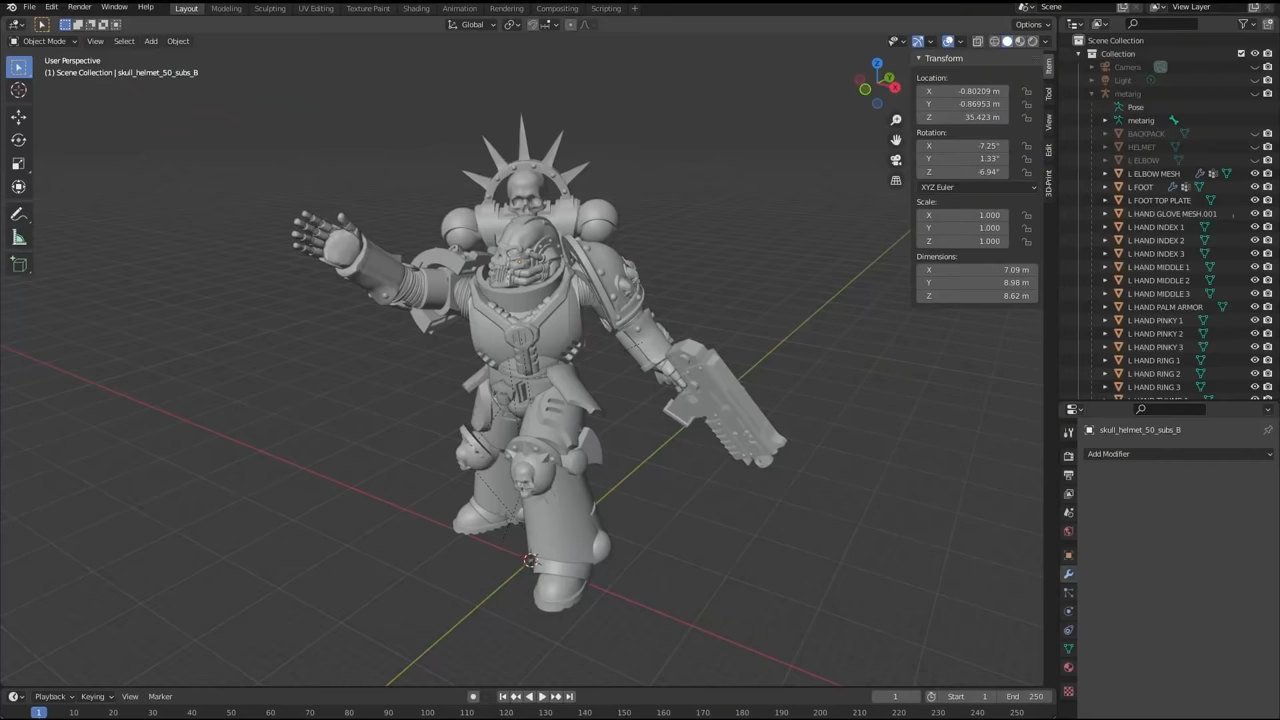 File Edit Render Window Help
Layout Modeling Sculpting UV Editing Texture Paint Shading Animation Rendering Compositing Scripting +
Scene
View Layer
Global
Options
Object Mode View Select Add Object
User Perspective
(1) Scene Collection | skull_helmet_50_subs_B
Z
Y
X
Transform
Location:
X -0.80209 m
Y -0.86953 m
Z 35.423 m
Rotation:
X -7.25°
Y 1.33°
Z -6.94°
XYZ Euler
Scale:
X 1.000
Y 1.000
Z 1.000
Dimensions:
X 7.09 m
Y 8.98 m
Z 8.62 m
Item
Tool
View
Edit
3D-Print
Scene Collection
Collection
Camera
Light
metarig
Pose
metarig
BACKPACK
HELMET
L ELBOW
L ELBOW MESH
L FOOT
L FOOT TOP PLATE
L HAND GLOVE MESH.001
L HAND INDEX 1
L HAND INDEX 2
L HAND INDEX 3
L HAND MIDDLE 1
L HAND MIDDLE 2
L HAND MIDDLE 3
L HAND PALM ARMOR
L HAND PINKY 1
L HAND PINKY 2
L HAND PINKY 3
L HAND RING 1
L HAND RING 2
L HAND RING 3
skull_helmet_50_subs_B
Add Modifier
Playback Keying View Marker
1 Start 1 End 250
1 10 20 30 40 50 60 70 80 90 100 110 120 130 140 150 160 170 180 190 200 210 220 230 240 250